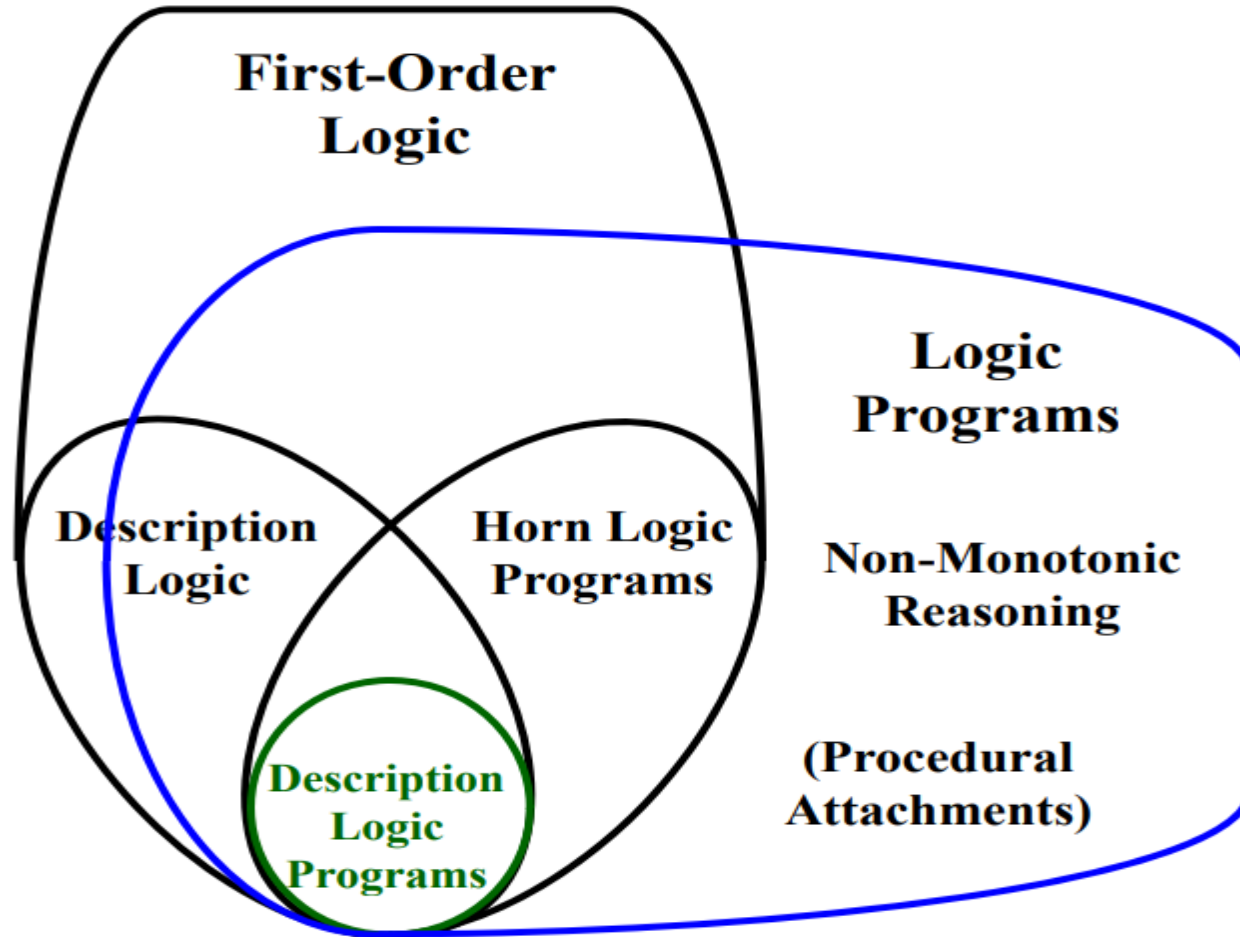 First-Order
Logic
Logic
Programs
Description
Logic
Horn Logic
Programs
Non-Monotonic
Reasoning
(Procedural
Attachments)
Description
Logic
Programs